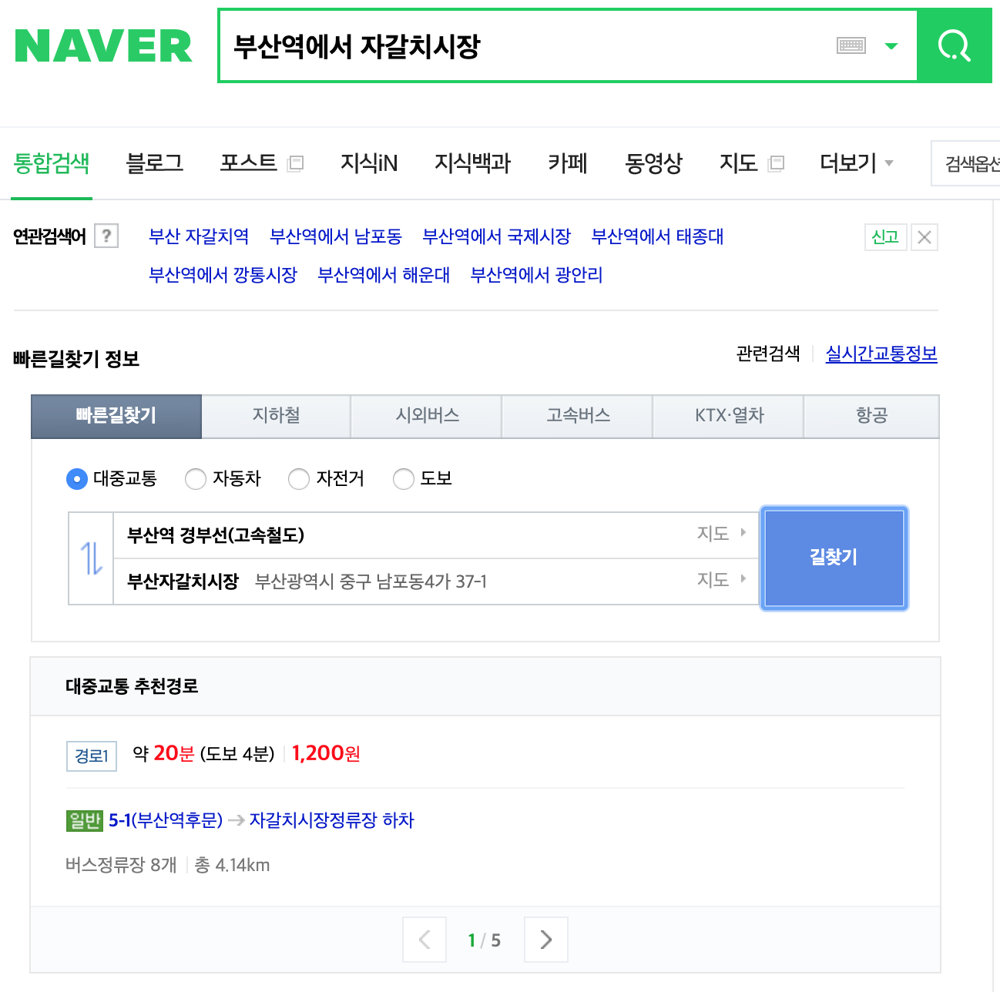 NAVER 부산역에서 자갈치시장
통합검색 블로그 포스트 지식iN 지식백과 카페 동영상 지도 더보기 검색옵션
연관검색어 ? 부산 자갈치역 부산역에서 남포동 부산역에서 국제시장 부산역에서 태종대 신고
부산역에서 깡통시장 부산역에서 해운대 부산역에서 광안리
빠른길찾기 정보 관련검색 실시간교통정보
빠른길찾기 지하철 시외버스 고속버스 KTX·열차 항공
대중교통 자동차 자전거 도보
부산역 경부선(고속철도) 지도
길찾기
부산자갈치시장 부산광역시 중구 남포동4가 37-1 지도
대중교통 추천경로
경로1 약 20분 (도보 4분) 1,200원
일반 5-1(부산역후문) → 자갈치시장정류장 하차
버스정류장 8개 총 4.14km
1 / 5